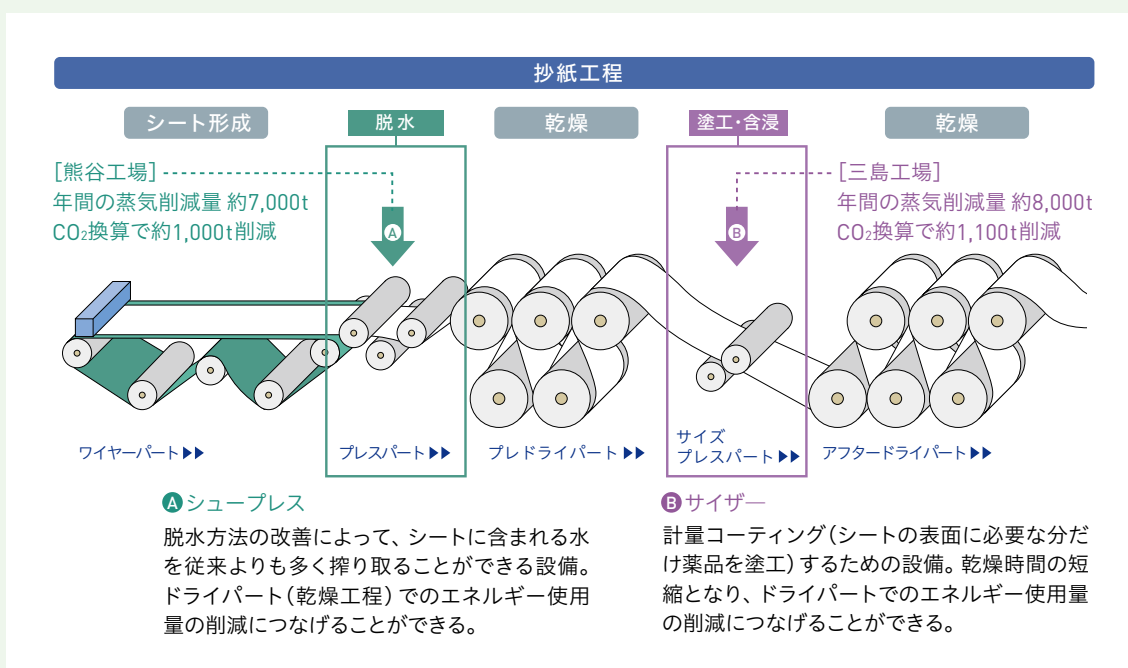 抄紙工程
シート形成
脱水
乾燥
塗工・含浸
乾燥
[熊谷工場]
年間の蒸気削減量 約7,000t
CO₂換算で約1,000t削減
[三島工場]
年間の蒸気削減量 約8,000t
CO₂換算で約1,100t削減
A
B
ワイヤーパート▶▶
プレスパート▶▶
プレドライパート▶▶
サイズ
プレスパート▶▶
アフタードライパート▶▶
Aシュープレス
脱水方法の改善によって、シートに含まれる水
を従来よりも多く搾り取ることができる設備。
ドライパート(乾燥工程)でのエネルギー使用
量の削減につなげることができる。
Bサイザー
計量コーティング(シートの表面に必要な分だ
け薬品を塗工)するための設備。乾燥時間の短
縮となり、ドライパートでのエネルギー使用量
の削減につなげることができる。